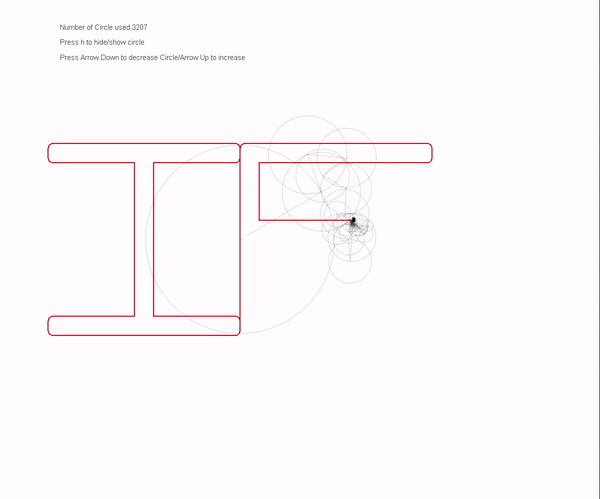 Number of Circle used 3207
Press h to hide/show circle
Press Arrow Down to decrease Circle/Arrow Up to increase